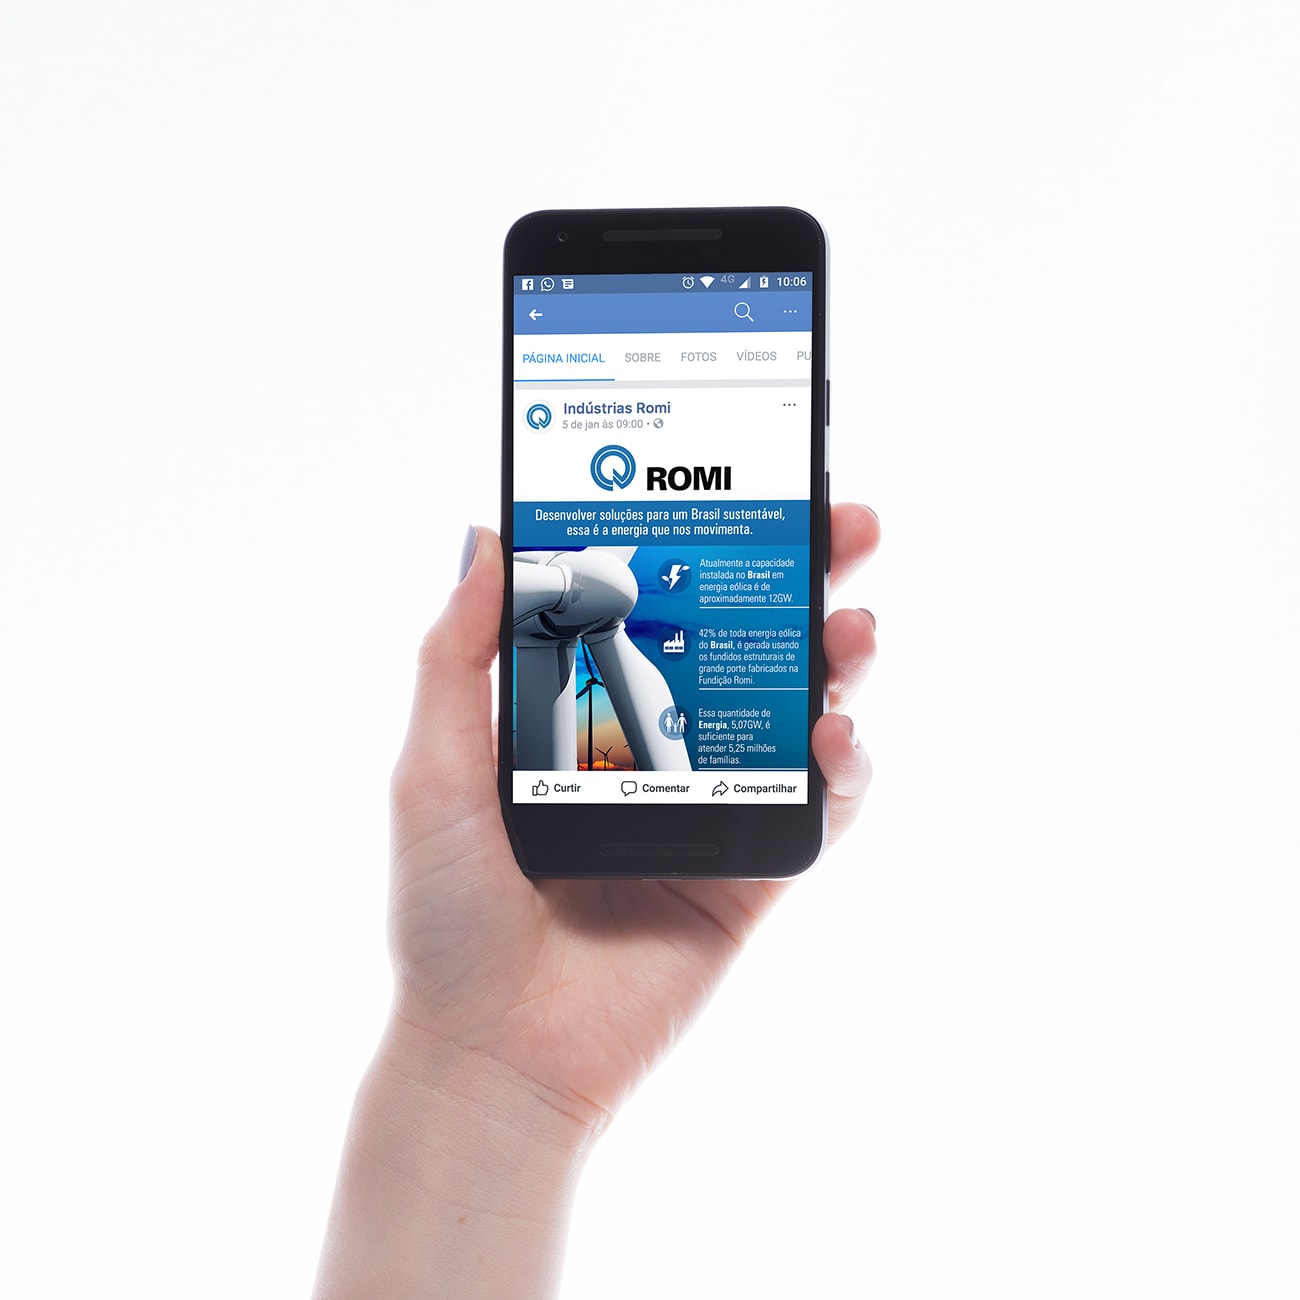 4G 10:06
PÁGINA INICIAL SOBRE FOTOS VÍDEOS PU
Indústrias Romi
5 de jan às 09:00
ROMI
Desenvolver soluções para um Brasil sustentável,
essa é a energia que nos movimenta.
Atualmente a capacidade
instalada no Brasil em
energia eólica é de
aproximadamente 12GW.
42% de toda energia eólica
do Brasil, é gerada usando
os fundidos estruturais de
grande porte fabricados na
Fundição Romi.
Essa quantidade de
Energia, 5,07GW, é
suficiente para
atender 5,25 milhões
de famílias.
Curtir Comentar Compartilhar